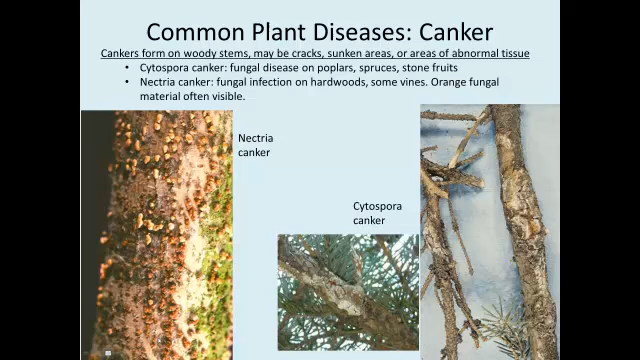 Common Plant Diseases: Canker
Cankers form on woody stems, may be cracks, sunken areas, or areas of abnormal tissue
• Cytospora canker: fungal disease on poplars, spruces, stone fruits
• Nectria canker: fungal infection on hardwoods, some vines. Orange fungal
material often visible.
Nectria
canker
Cytospora
canker